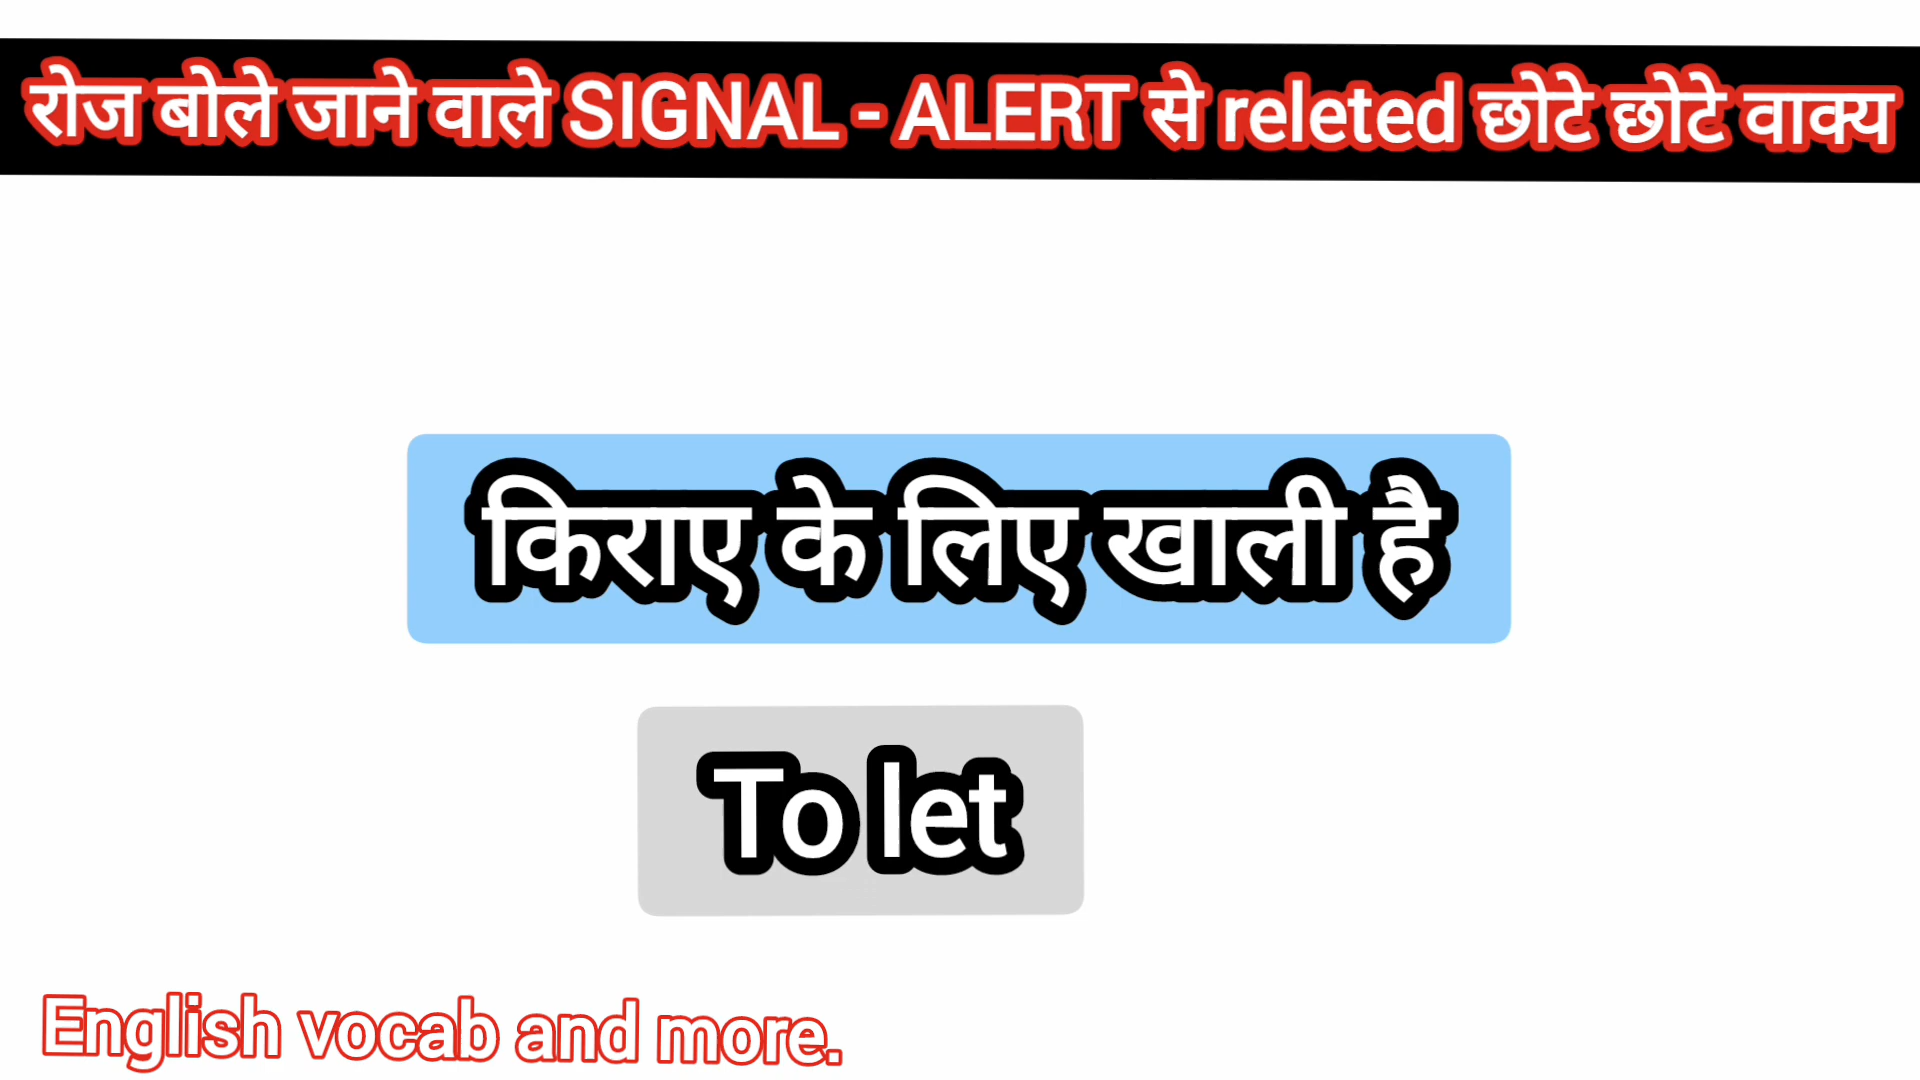 रोज बोले जाने वाले SIGNAL - ALERT से releted छोटे छोटे वाक्य
किराए के लिए खाली है
To let
English vocab and more.